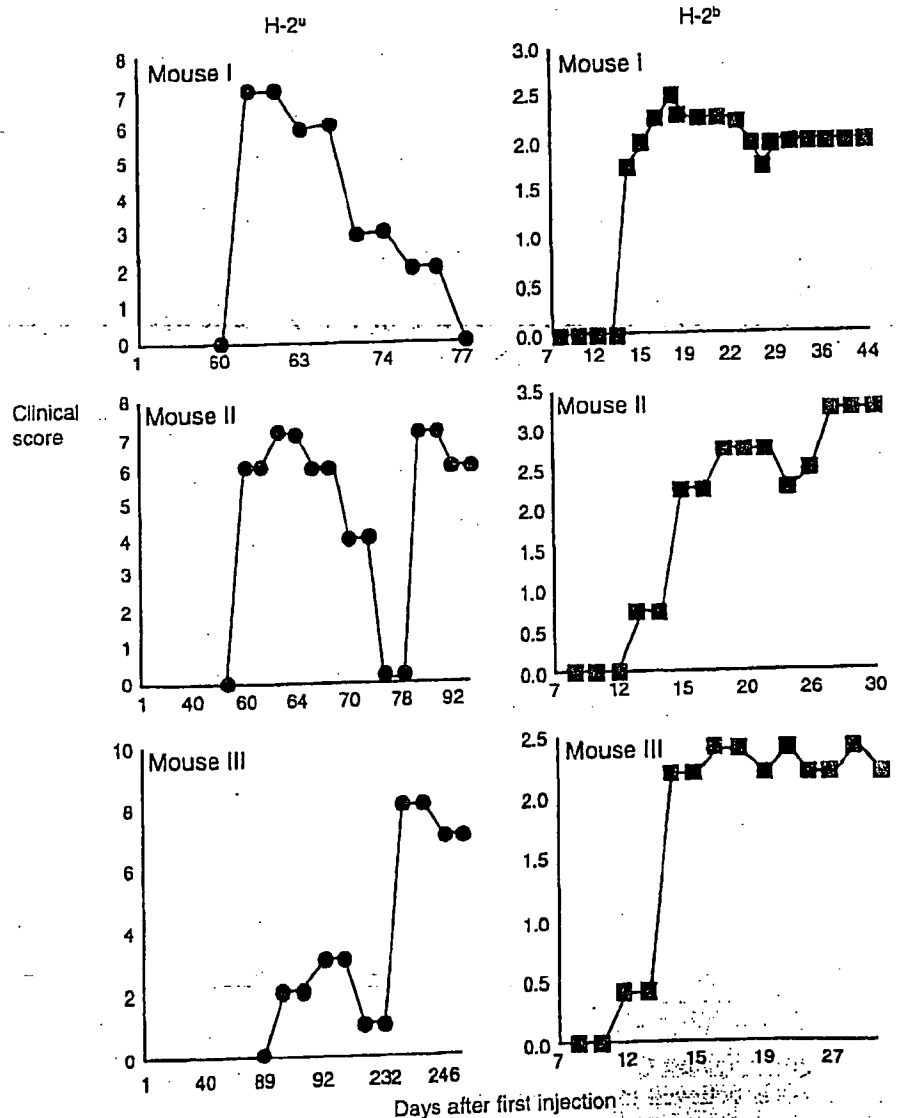 H-2ᵘ
H-2ᵇ
Mouse I
8
7
6
5
4
3
2
1
0
1 60 63 74 77
Mouse I
3.0
2.5
2.0
1.5
1.0
0.5
0.0
7 12 15 19 22 29 36 44
Clinical
score
Mouse II
8
7
6
5
4
3
2
1
0
1 40 60 64 70 78 92
Mouse II
3.5
3.0
2.5
2.0
1.5
1.0
0.5
0.0
7 12 15 20 26 30
Mouse III
10
8
6
4
2
0
1 40 89 92 232 246
Mouse III
2.5
2.0
1.5
1.0
0.5
0.0
7 12 15 19 27
Days after first injection